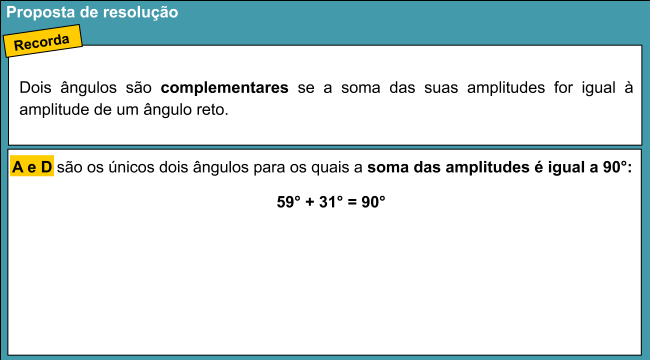 Proposta de resolução
Recorda
Dois ângulos são complementares se a soma das suas amplitudes for igual à
amplitude de um ângulo reto.
A e D são os únicos dois ângulos para os quais a soma das amplitudes é igual a 90°:
59° + 31° = 90°